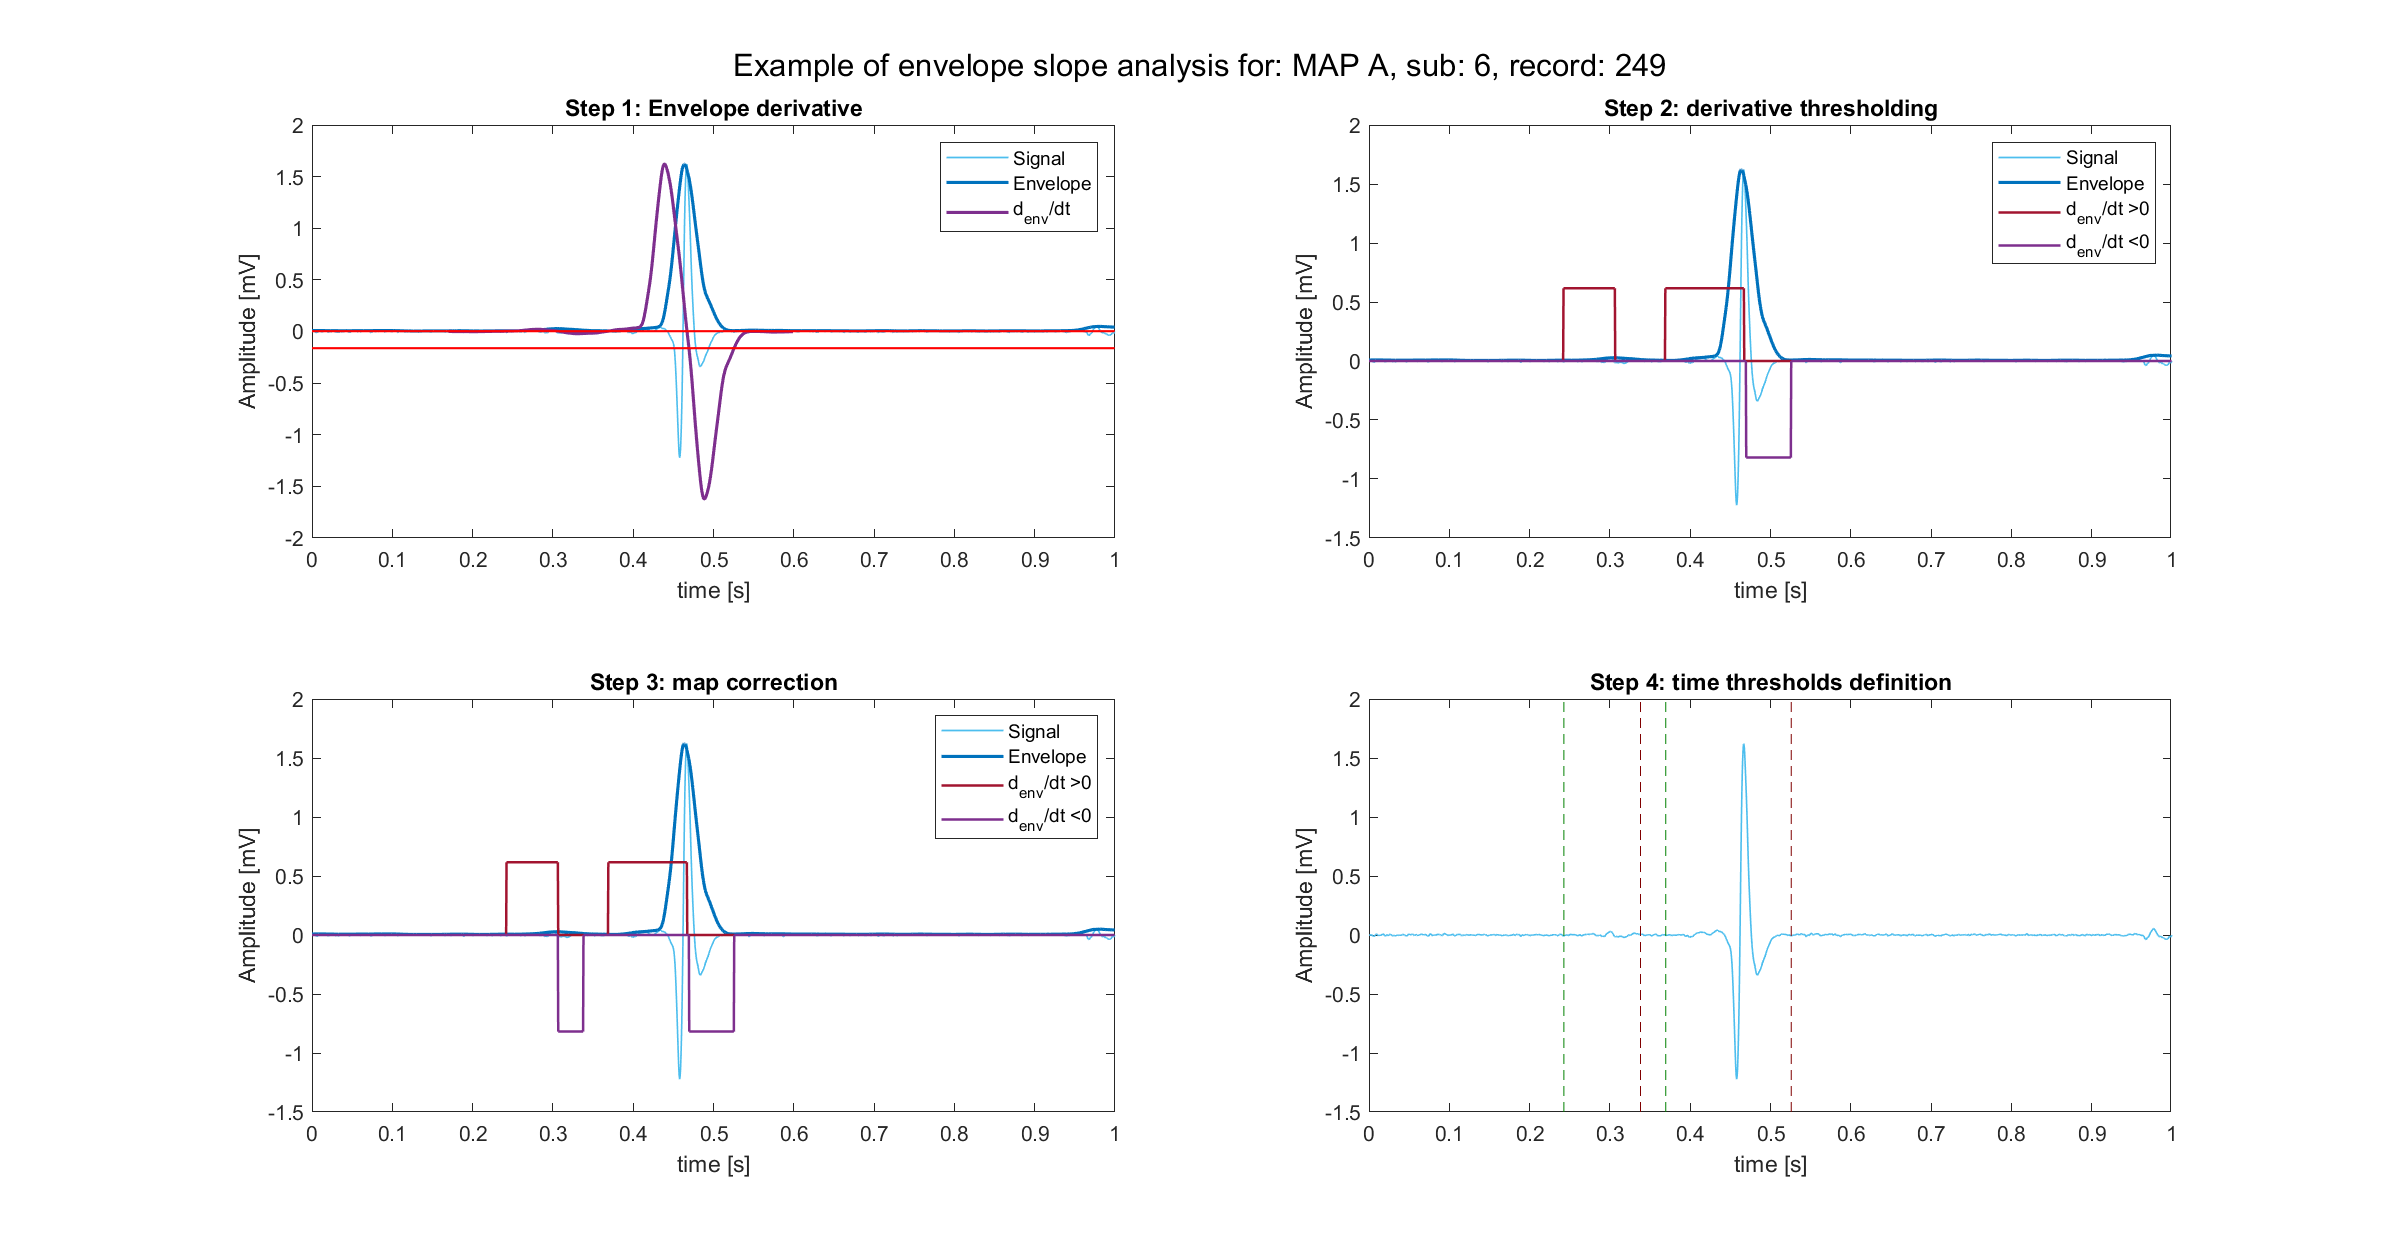 Example of envelope slope analysis for: MAP A, sub: 6, record: 249
Step 1: Envelope derivative
2
1.5
1
0.5
0
-0.5
-1
-1.5
-2
Amplitude [mV]
0 0.1 0.2 0.3 0.4 0.5 0.6 0.7 0.8 0.9 1
time [s]
Signal
Envelope
d_env/dt
Step 2: derivative thresholding
2
1.5
1
0.5
0
-0.5
-1
-1.5
Amplitude [mV]
0 0.1 0.2 0.3 0.4 0.5 0.6 0.7 0.8 0.9 1
time [s]
Signal
Envelope
d_env/dt >0
d_env/dt <0
Step 3: map correction
2
1.5
1
0.5
0
-0.5
-1
-1.5
Amplitude [mV]
0 0.1 0.2 0.3 0.4 0.5 0.6 0.7 0.8 0.9 1
time [s]
Signal
Envelope
d_env/dt >0
d_env/dt <0
Step 4: time thresholds definition
2
1.5
1
0.5
0
-0.5
-1
-1.5
Amplitude [mV]
0 0.1 0.2 0.3 0.4 0.5 0.6 0.7 0.8 0.9 1
time [s]